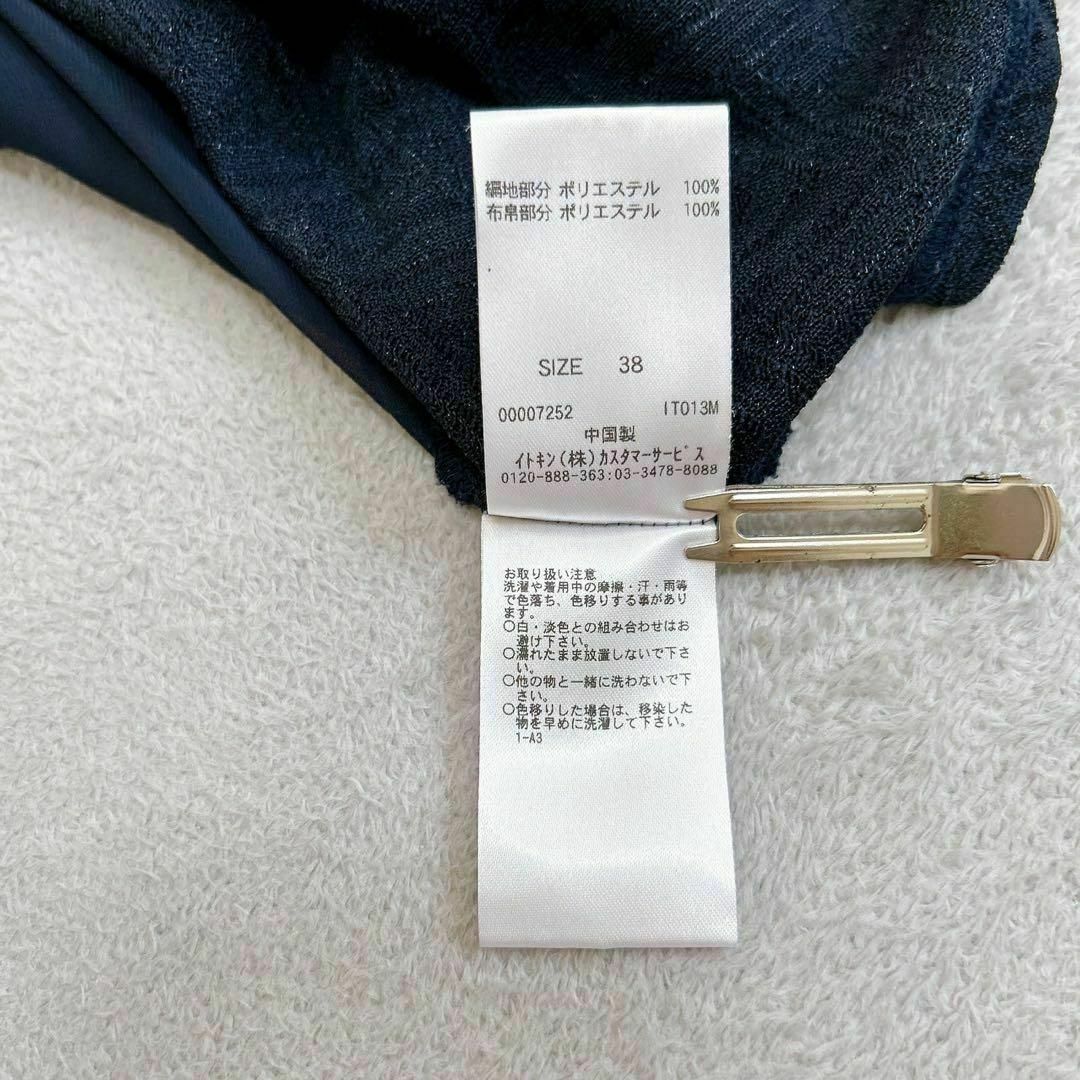 編地部分 ポリエステル 100%
布帛部分 ポリエステル 100%
SIZE 38
00007252 IT013M
中国製
イトキン(株)カスタマーサービス
0120-888-363:03-3478-8088
お取り扱い注意
洗濯や着用中の摩擦・汗・雨等
で色落ち、色移りする事があり
ます。
○白・淡色との組み合わせはお
避け下さい。
○濡れたまま放置しないで下さ
い。
○他の物と一緒に洗わないで下
さい。
○色移りした場合は、移染した
物を早めに洗濯して下さい。
1-A3